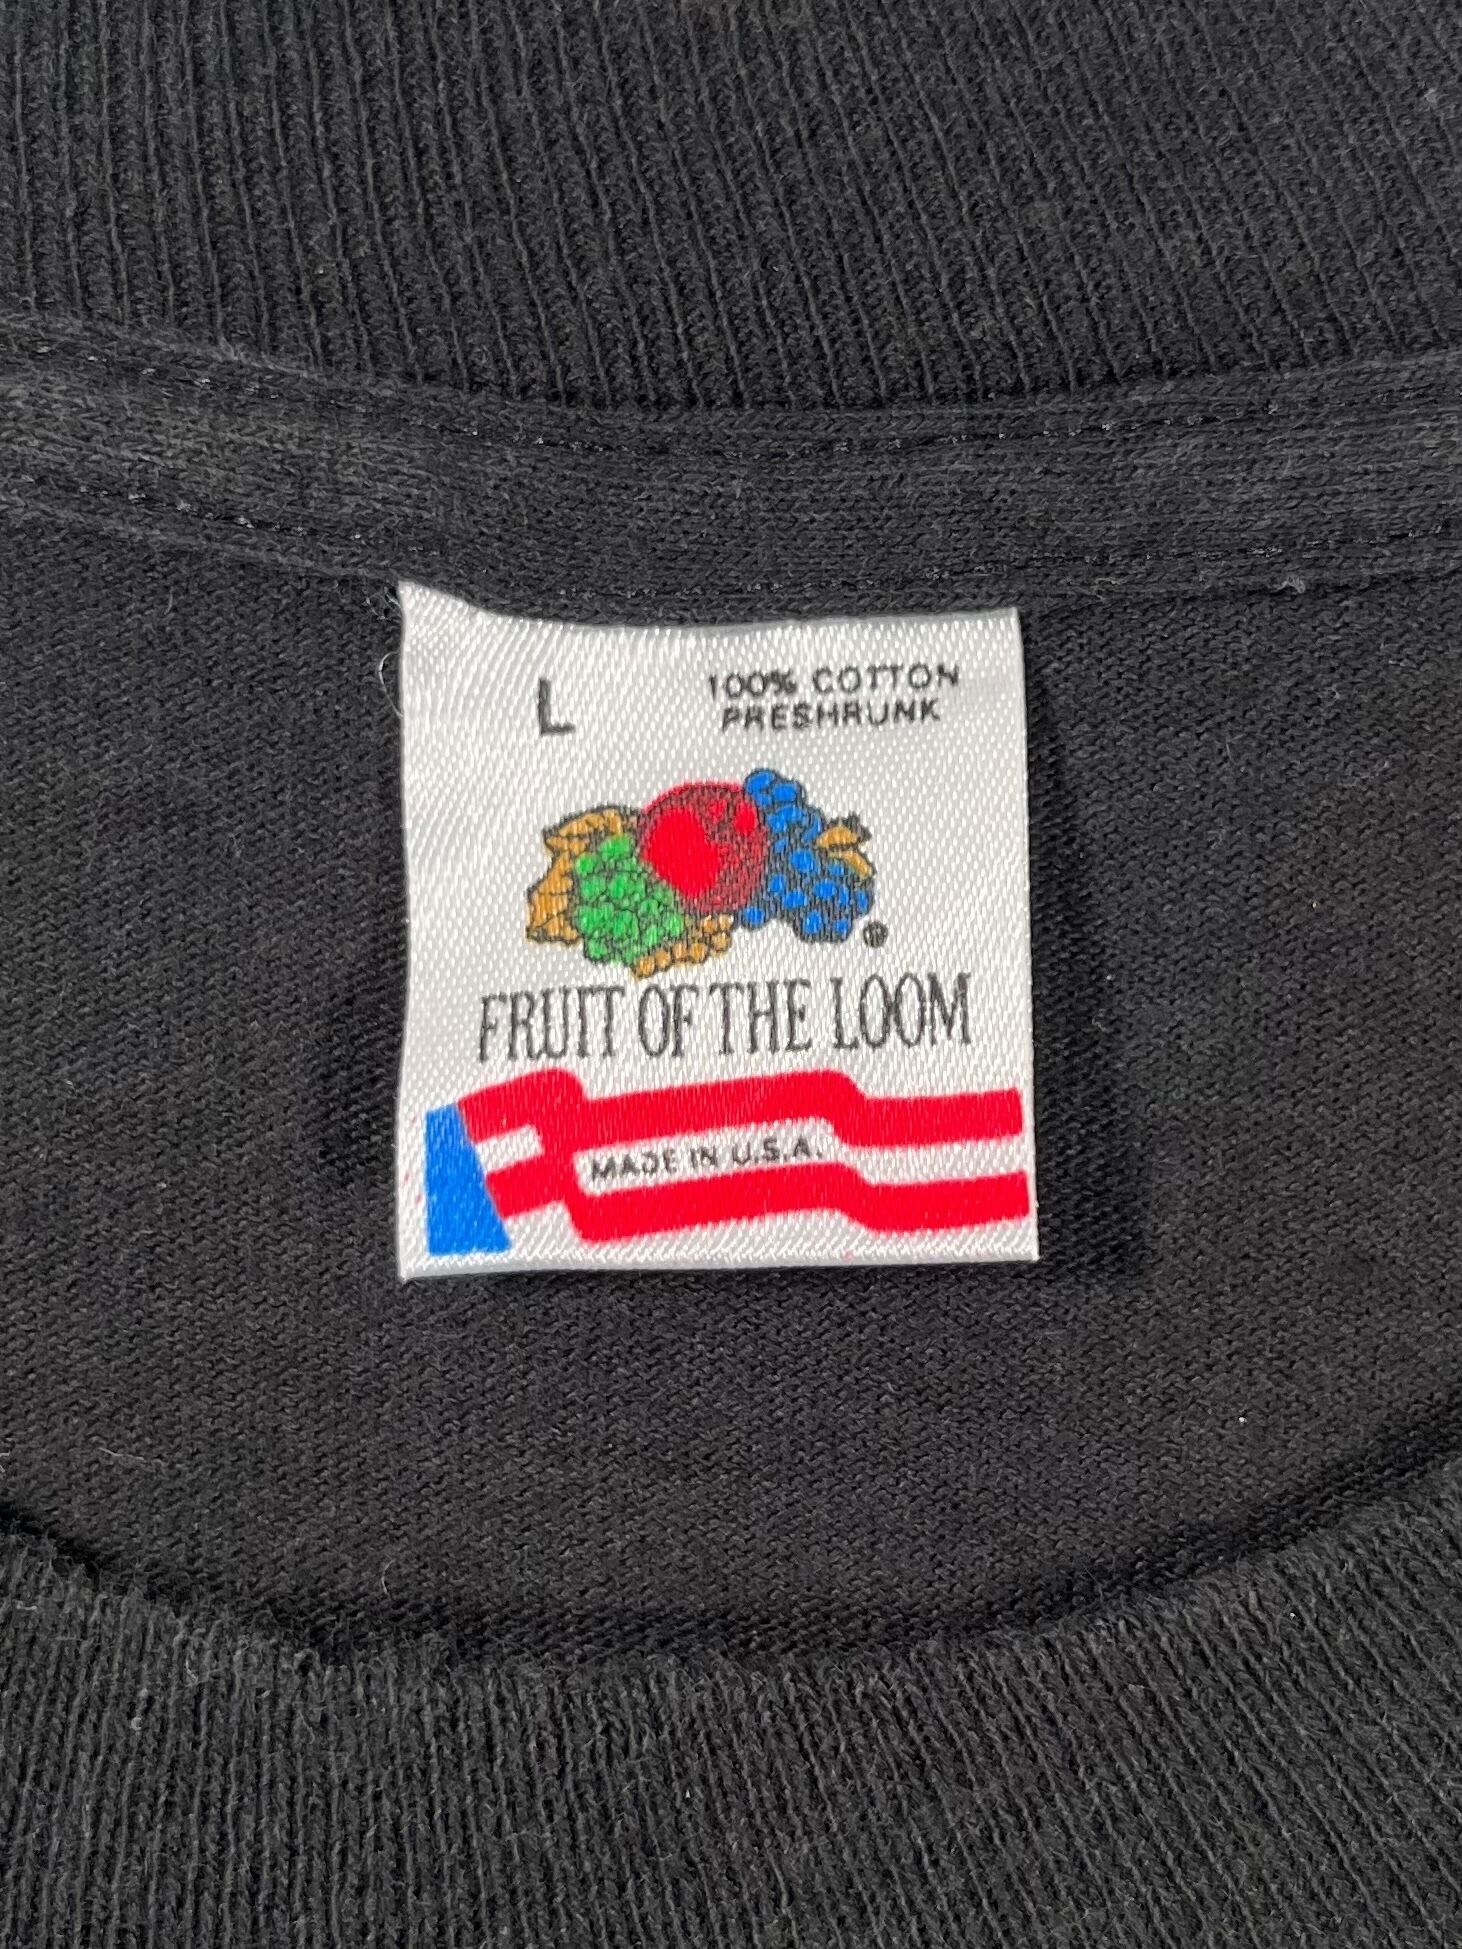 L
100% COTTON
PRESHRUNK
®
FRUIT OF THE LOOM
MADE IN U.S.A.